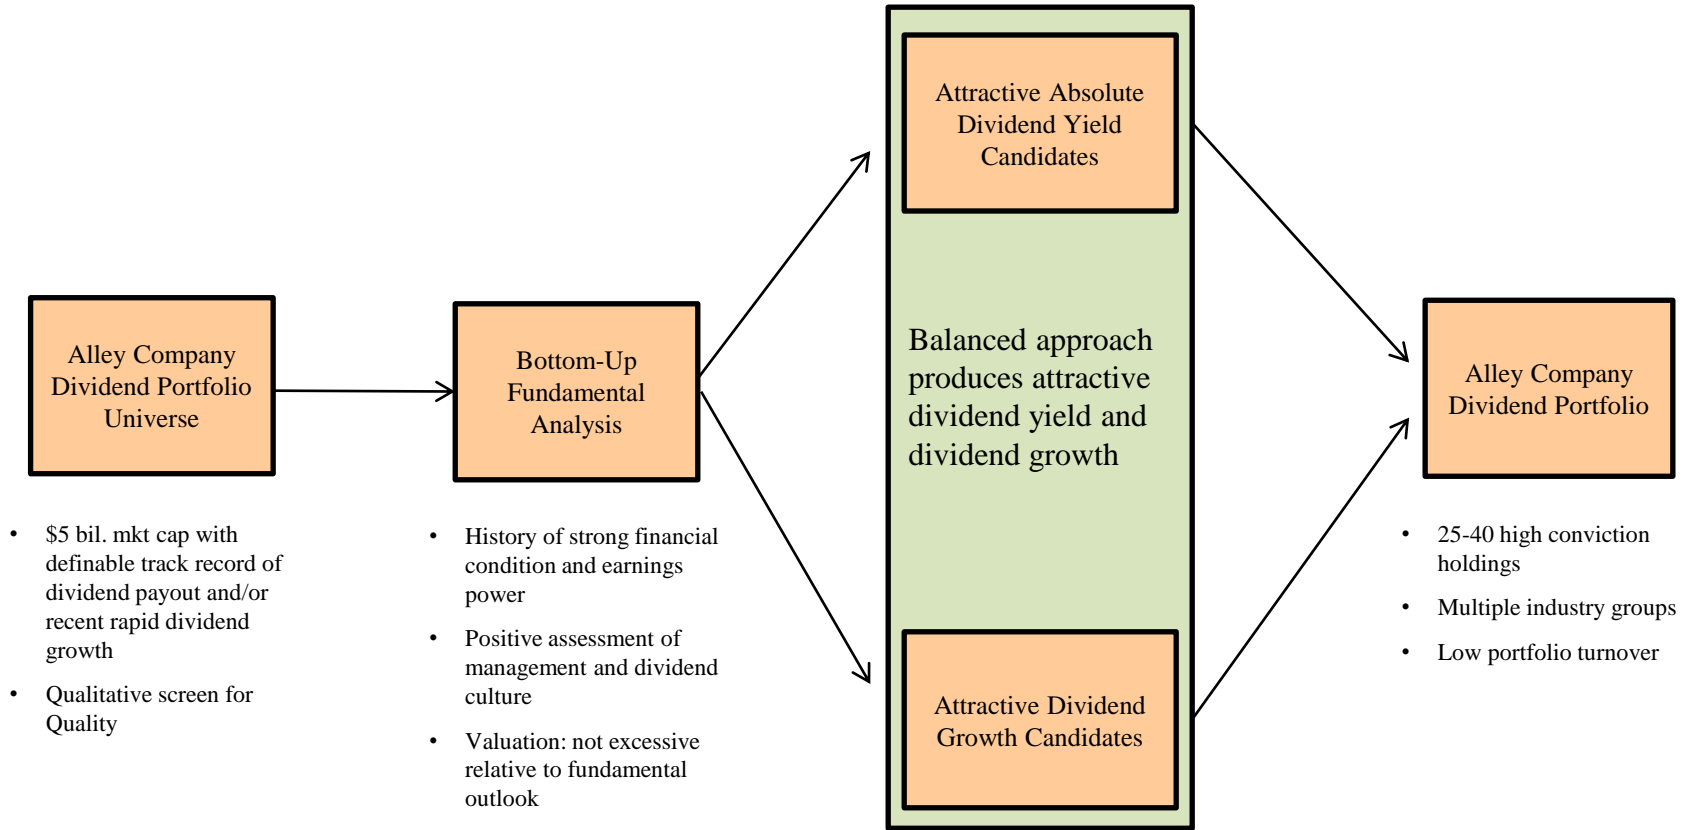 Alley Company
Dividend Portfolio
Universe
• $5 bil. mkt cap with
definable track record of
dividend payout and/or
recent rapid dividend
growth
• Qualitative screen for
Quality
Bottom-Up
Fundamental
Analysis
• History of strong financial
condition and earnings
power
• Positive assessment of
management and dividend
culture
• Valuation: not excessive
relative to fundamental
outlook
Attractive Absolute
Dividend Yield
Candidates
Balanced approach
produces attractive
dividend yield and
dividend growth
Attractive Dividend
Growth Candidates
Alley Company
Dividend Portfolio
• 25-40 high conviction
holdings
• Multiple industry groups
• Low portfolio turnover